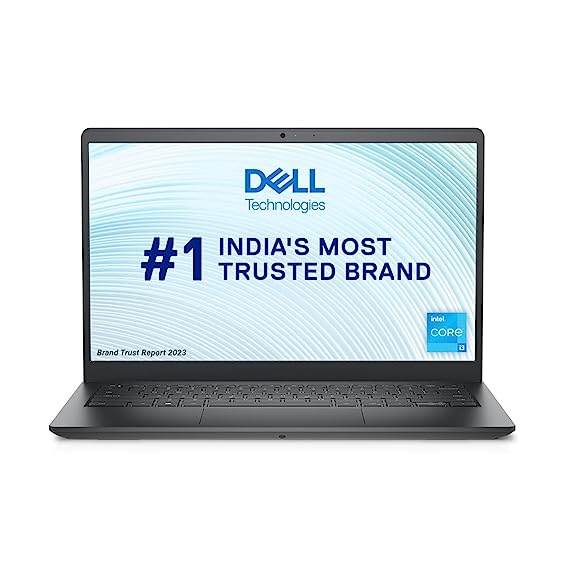 DELL
Technologies
#1 INDIA'S MOST
TRUSTED BRAND
intel
CORE
i3
Brand Trust Report 2023